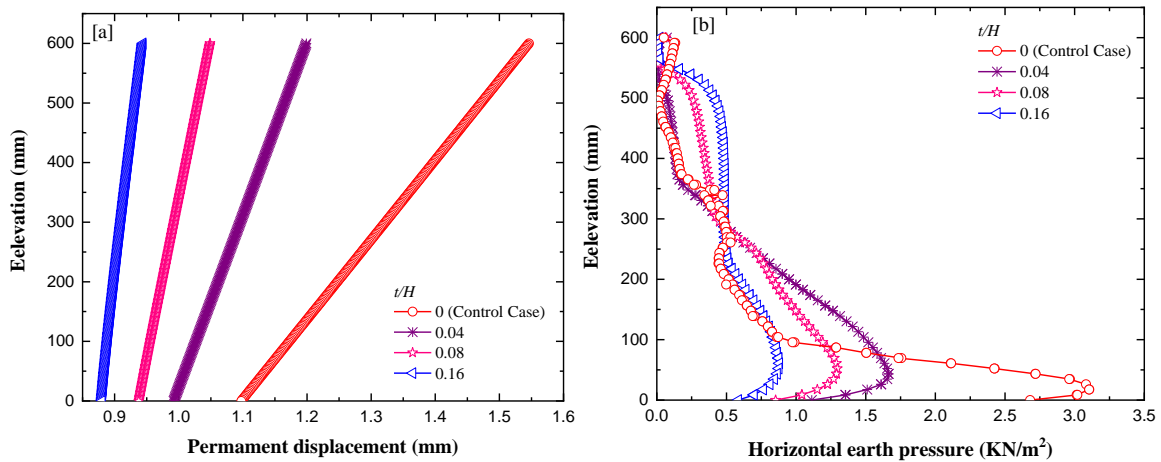 [a]
600
500
400
300
200
100
0
Eelevation (mm)
t/H
0 (Control Case)
0.04
0.08
0.16
0.9 1.0 1.1 1.2 1.3 1.4 1.5 1.6
Permament displacement (mm)
[b]
600
500
400
300
200
100
0
Eelevation (mm)
t/H
0 (Control Case)
0.04
0.08
0.16
0.0 0.5 1.0 1.5 2.0 2.5 3.0 3.5
Horizontal earth pressure (KN/m²)